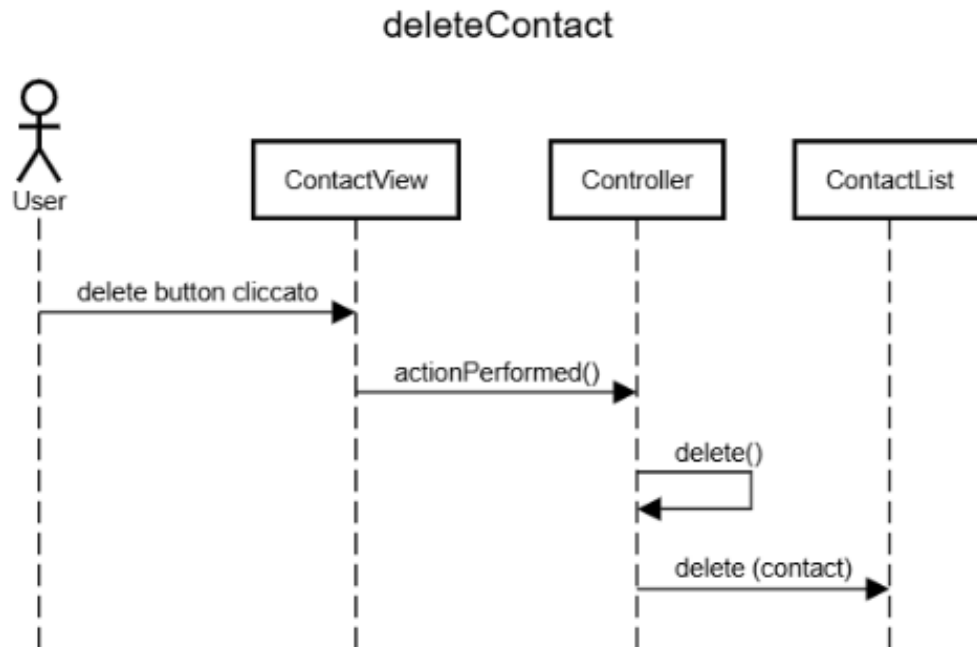 deleteContact
User
ContactView
Controller
ContactList
delete button cliccato
actionPerformed()
delete()
delete (contact)